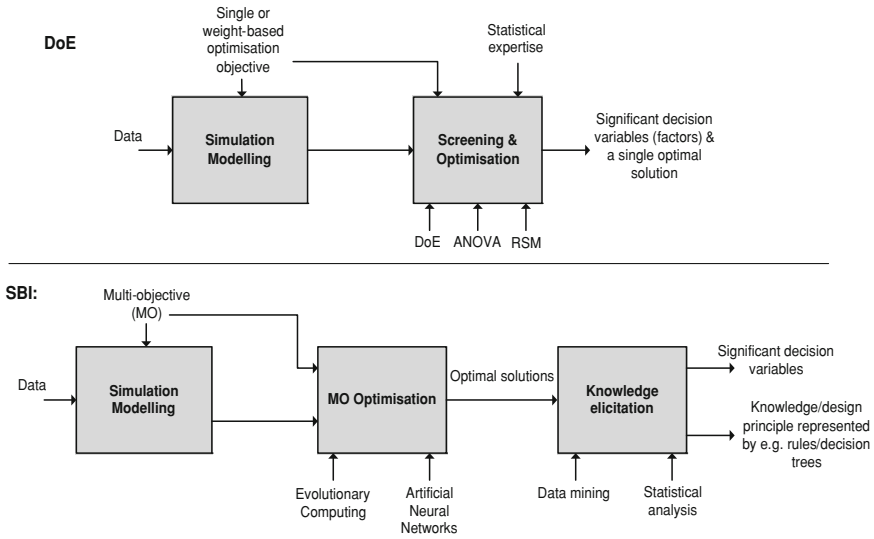 DoE
Single or
weight-based
optimisation
objective
Statistical
expertise
Data
Simulation
Modelling
Screening &
Optimisation
Significant decision
variables (factors) &
a single optimal
solution
DoE
ANOVA
RSM
SBI:
Multi-objective
(MO)
Data
Simulation
Modelling
MO Optimisation
Optimal solutions
Knowledge
elicitation
Significant decision
variables
Knowledge/design
principle represented
by e.g. rules/decision
trees
Evolutionary
Computing
Artificial
Neural
Networks
Data mining
Statistical
analysis